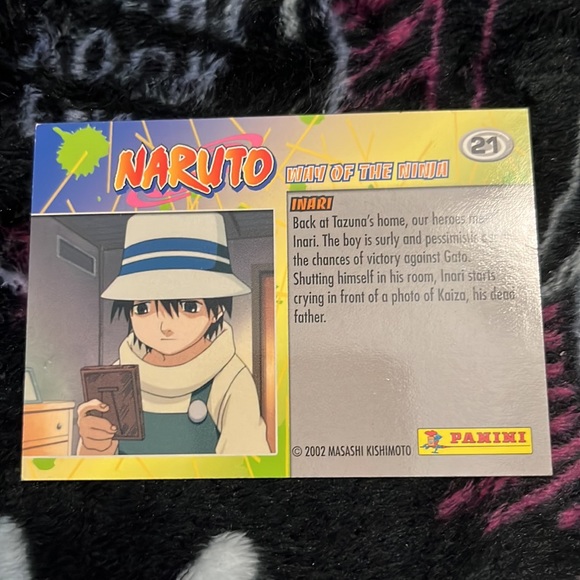 NARUTO
WAY OF THE NINJA
21
INARI
Back at Tazuna's home, our heroes
Inari. The boy is surly and pessimistic
the chances of victory against Gato.
Shutting himself in his room, Inari starts
crying in front of a photo of Kaiza, his dead
father.
© 2002 MASASHI KISHIMOTO
PANINI